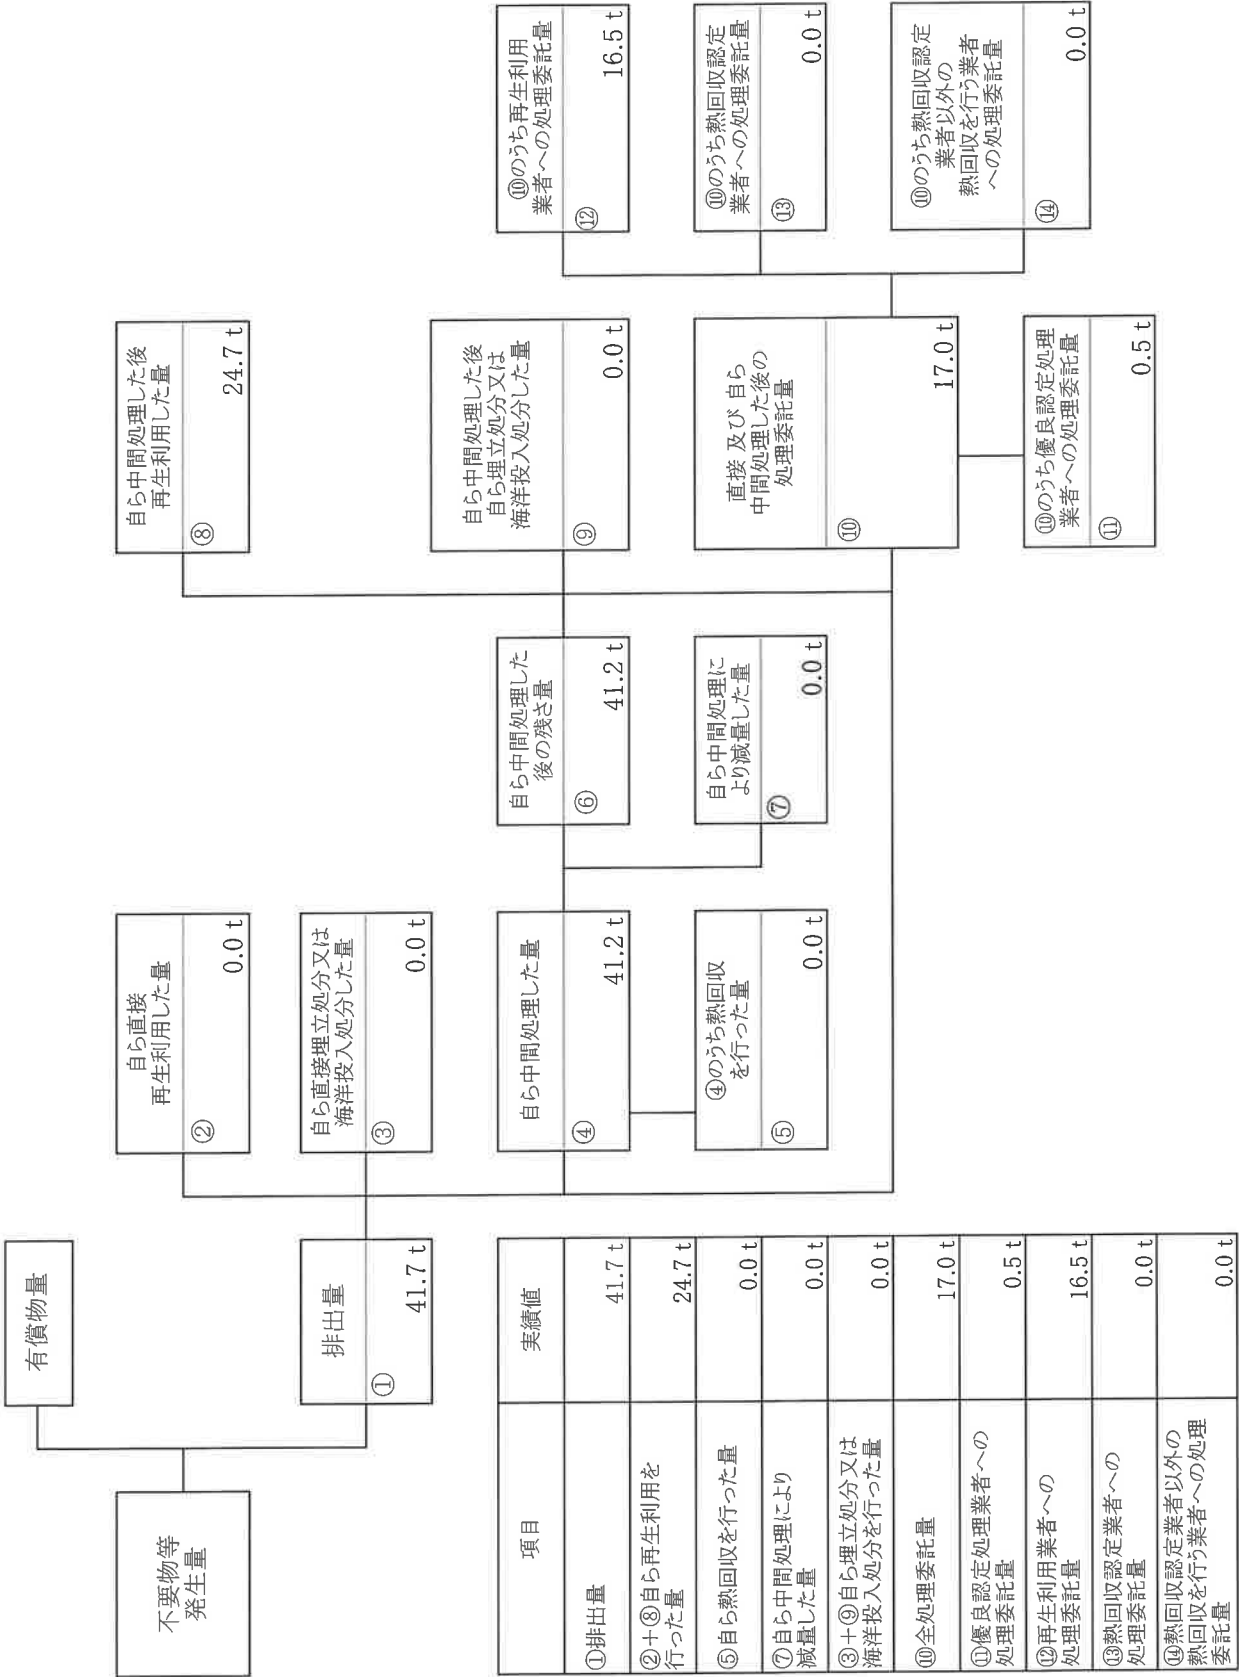 不要物等
発生量
有償物量
排出量
①
41.7 t
自ら直接
再生利用した量
②
0.0 t
自ら直接埋立処分又は
海洋投入処分した量
③
0.0 t
自ら中間処理した量
④
41.2 t
④のうち熱回収
を行った量
⑤
0.0 t
自ら中間処理した
後の残さ量
⑥
41.2 t
自ら中間処理に
より減量した量
⑦
0.0 t
自ら中間処理した後
再生利用した量
⑧
24.7 t
自ら中間処理した後
自ら埋立処分又は
海洋投入処分した量
⑨
0.0 t
直接 及び 自ら
中間処理した後の
処理委託量
⑩
17.0 t
⑩のうち優良認定処理
業者への処理委託量
⑪
0.5 t
⑩のうち再生利用
業者への処理委託量
⑫
16.5 t
⑩のうち熱回収認定
業者への処理委託量
⑬
0.0 t
⑩のうち熱回収認定
業者以外の
熱回収を行う業者
への処理委託量
⑭
0.0 t
項目
実績値
①排出量
41.7 t
②+⑧自ら再生利用を
行った量
24.7 t
⑤自ら熱回収を行った量
0.0 t
⑦自ら中間処理により
減量した量
0.0 t
③+⑨自ら埋立処分又は
海洋投入処分を行った量
0.0 t
⑩全処理委託量
17.0 t
⑪優良認定処理業者への
処理委託量
0.5 t
⑫再生利用業者への
処理委託量
16.5 t
⑬熱回収認定業者への
処理委託量
0.0 t
⑭熱回収認定業者以外の
熱回収を行う業者への処理
委託量
0.0 t